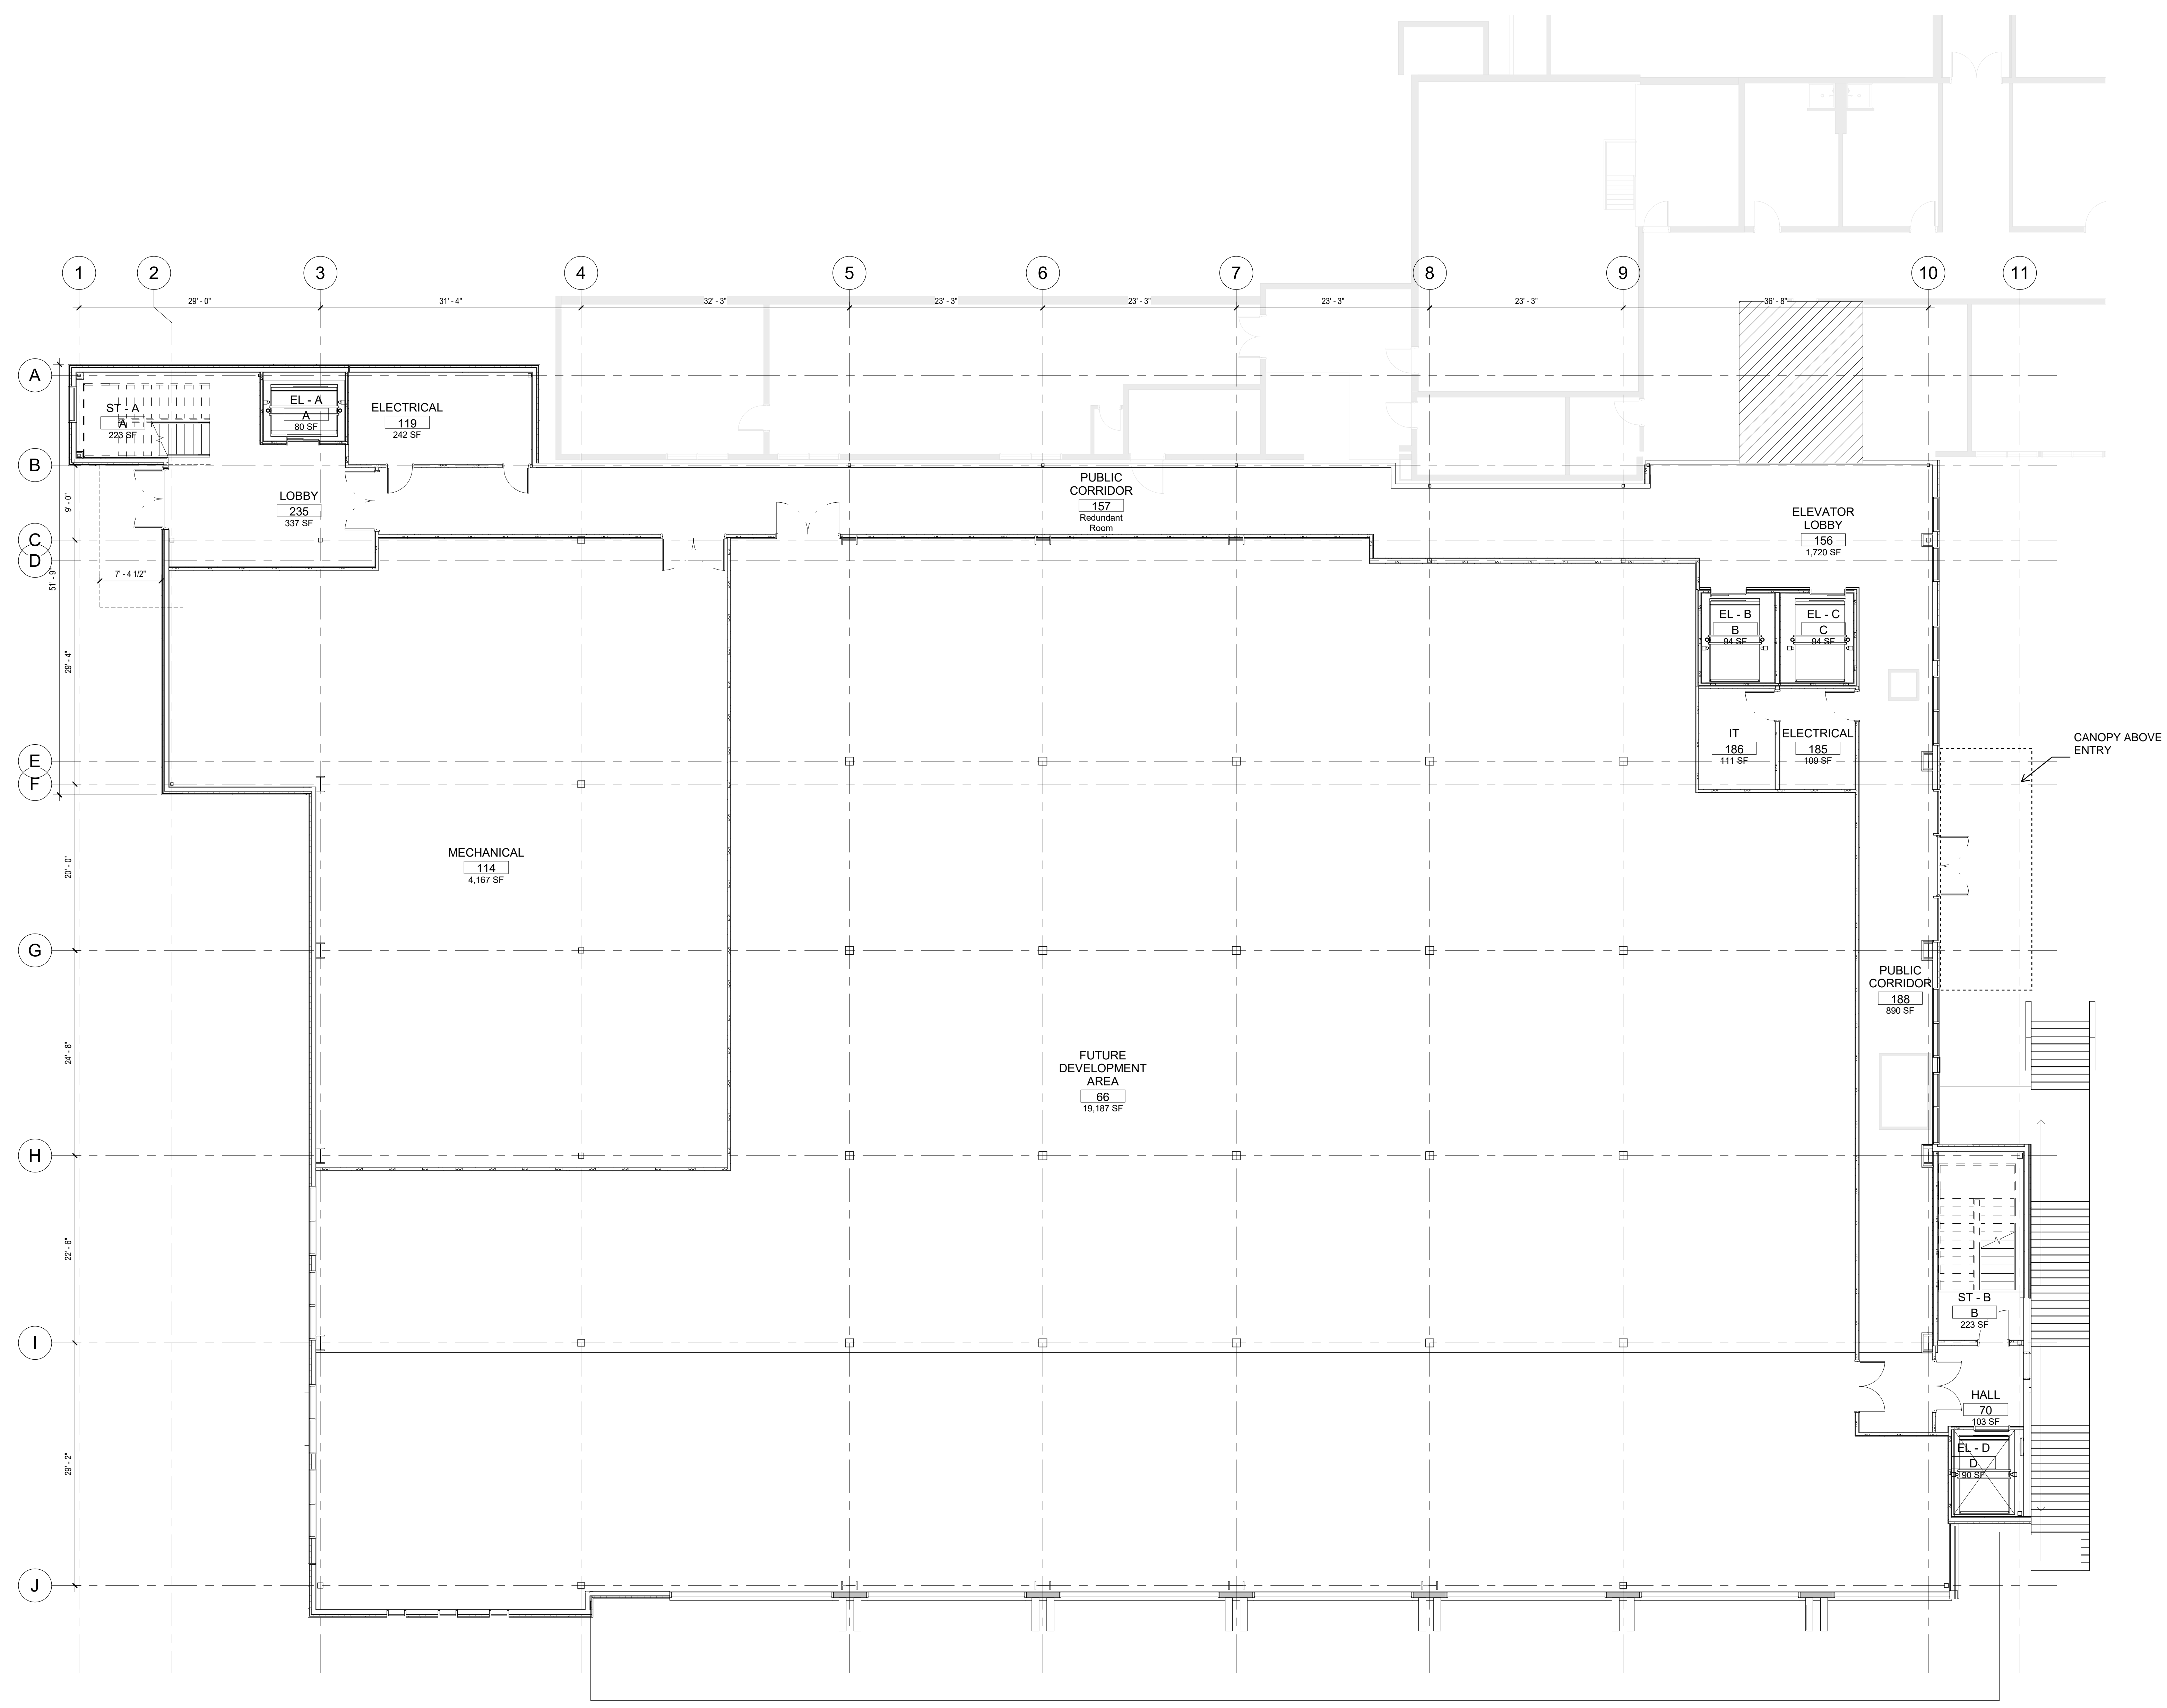 1
2
3
4
5
6
7
8
9
10
11
29' - 0"
31' - 4"
32' - 3"
23' - 3"
23' - 3"
23' - 3"
23' - 3"
36' - 8"
A
B
C
D
E
F
G
H
I
J
9' - 0"
51' - 9"
29' - 4"
20' - 0"
24' - 8"
22' - 6"
29' - 2"
7' - 4 1/2"
ST - A
A
223 SF
EL - A
A
80 SF
ELECTRICAL
119
242 SF
LOBBY
235
337 SF
PUBLIC
CORRIDOR
157
Redundant
Room
ELEVATOR
LOBBY
156
1,720 SF
EL - B
B
94 SF
EL - C
C
94 SF
IT
186
111 SF
ELECTRICAL
185
109 SF
CANOPY ABOVE
ENTRY
MECHANICAL
114
4,167 SF
PUBLIC
CORRIDOR
188
890 SF
FUTURE
DEVELOPMENT
AREA
66
19,187 SF
ST - B
B
223 SF
HALL
70
103 SF
EL - D
D
90 SF